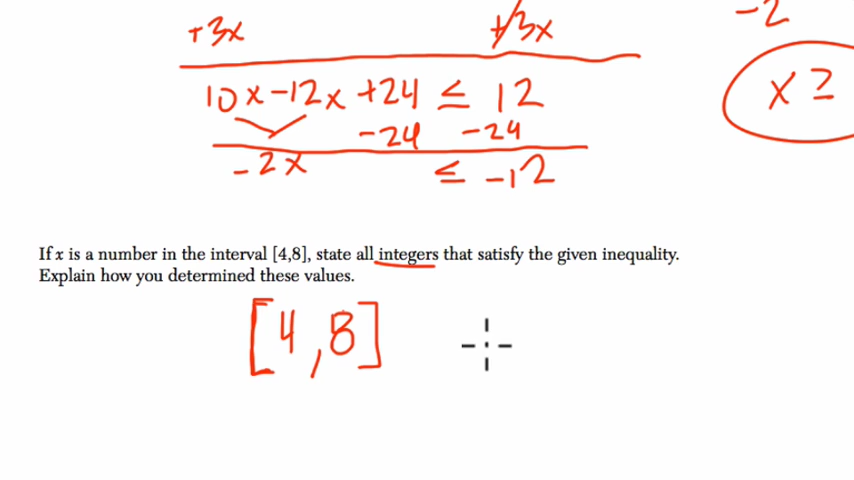 +3x +3x
-2
10x-12x+24 ≤ 12
x ≥
-24 -24
-2x ≤ -12
If x is a number in the interval [4,8], state all integers that satisfy the given inequality.
Explain how you determined these values.
[4,8]